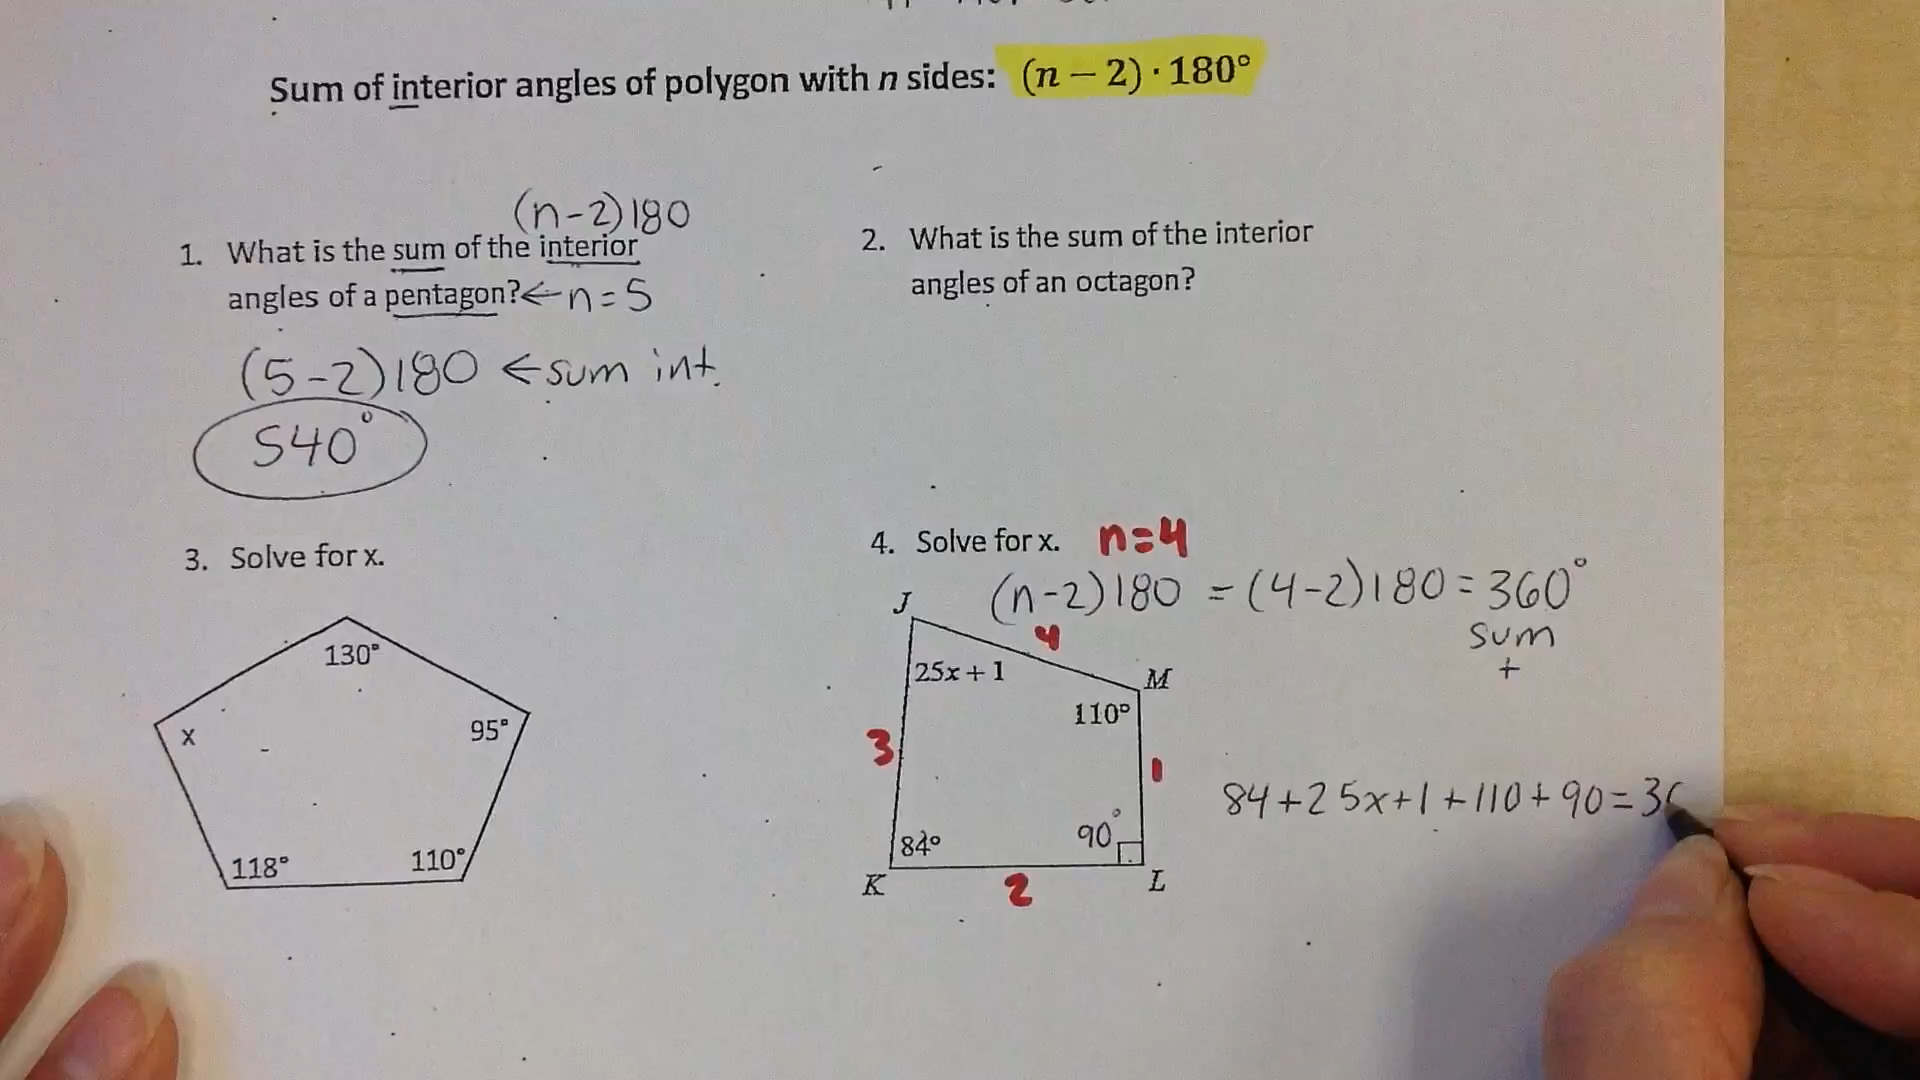 Sum of interior angles of polygon with n sides: (n − 2) · 180°
(n-2)180
1. What is the sum of the interior
angles of a pentagon? ← n = 5
(5-2)180 ← sum int.
540°
2. What is the sum of the interior
angles of an octagon?
3. Solve for x.
130°
x
95°
118°
110°
4. Solve for x. n=4
(n-2)180 = (4-2)180 = 360°
sum
+
J
4
25x + 1
M
110°
3
1
84+25x+1+110+90=36
84°
90°
K
2
L